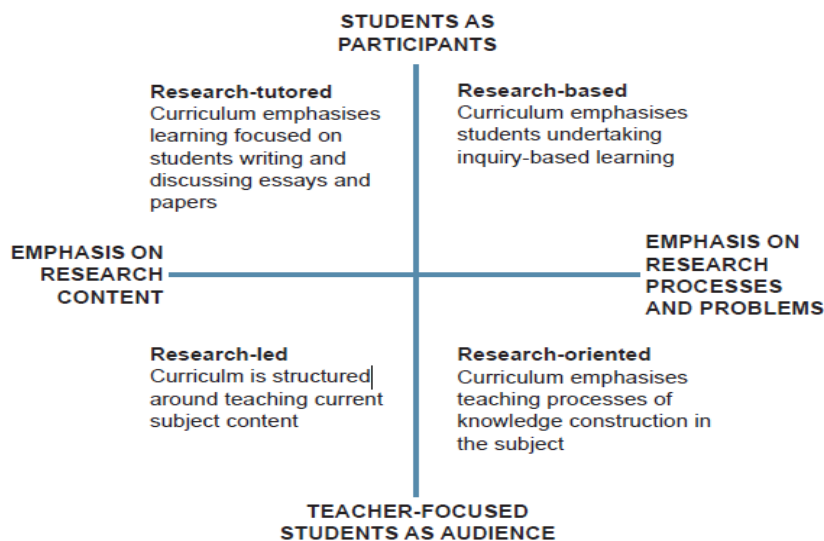 STUDENTS AS
PARTICIPANTS
Research-tutored
Curriculum emphasises
learning focused on
students writing and
discussing essays and
papers
Research-based
Curriculum emphasises
students undertaking
inquiry-based learning
EMPHASIS ON
RESEARCH
CONTENT
EMPHASIS ON
RESEARCH
PROCESSES
AND PROBLEMS
Research-led
Curriculm is structured
around teaching current
subject content
Research-oriented
Curriculum emphasises
teaching processes of
knowledge construction in
the subject
TEACHER-FOCUSED
STUDENTS AS AUDIENCE